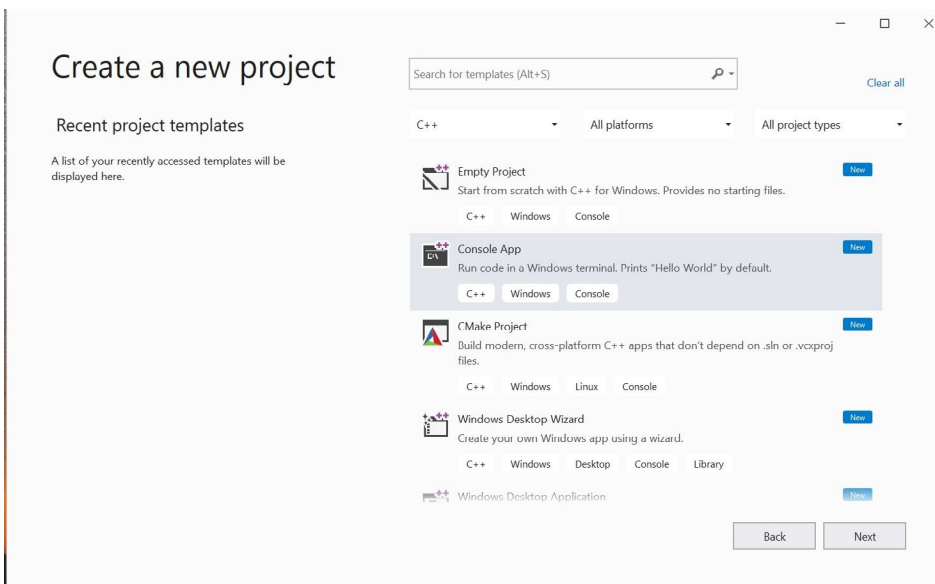 Create a new project
Recent project templates
A list of your recently accessed templates will be
displayed here.
Search for templates (Alt+S)
Clear all
C++ All platforms All project types
Empty Project New
Start from scratch with C++ for Windows. Provides no starting files.
C++ Windows Console
Console App New
Run code in a Windows terminal. Prints "Hello World" by default.
C++ Windows Console
CMake Project New
Build modern, cross-platform C++ apps that don't depend on .sln or .vcxproj
files.
C++ Windows Linux Console
Windows Desktop Wizard New
Create your own Windows app using a wizard.
C++ Windows Desktop Console Library
Windows Desktop Application New
Back Next